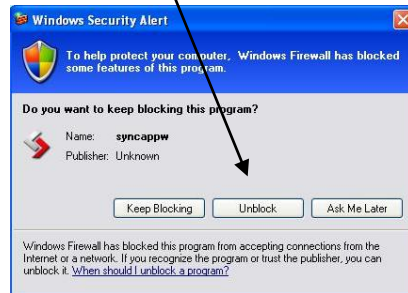 Windows Security Alert
To help protect your computer, Windows Firewall has blocked
some features of this program.
Do you want to keep blocking this program?
Name: syncappw
Publisher: Unknown
Keep Blocking Unblock Ask Me Later
Windows Firewall has blocked this program from accepting connections from the
Internet or a network. If you recognize the program or trust the publisher, you can
unblock it. When should I unblock a program?